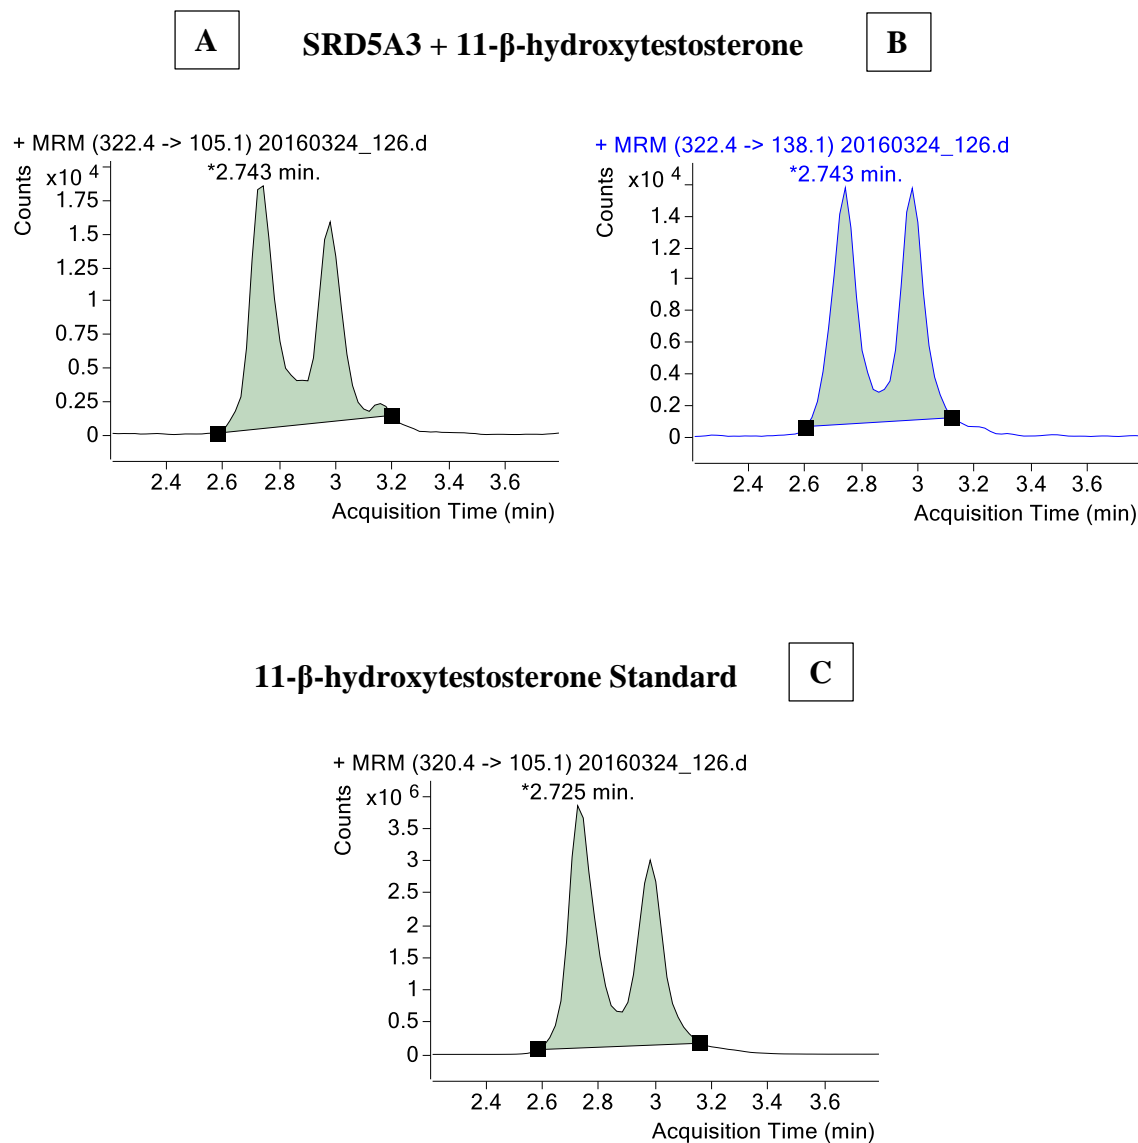 A
SRD5A3 + 11-β-hydroxytestosterone
B
+ MRM (322.4 -> 105.1) 20160324_126.d
Counts
x10 4
*2.743 min.
1.75
1.5
1.25
1
0.75
0.5
0.25
0
2.4 2.6 2.8 3 3.2 3.4 3.6
Acquisition Time (min)
+ MRM (322.4 -> 138.1) 20160324_126.d
Counts
x10 4
*2.743 min.
1.4
1.2
1
0.8
0.6
0.4
0.2
0
2.4 2.6 2.8 3 3.2 3.4 3.6
Acquisition Time (min)
11-β-hydroxytestosterone Standard
C
+ MRM (320.4 -> 105.1) 20160324_126.d
Counts
x10 6
*2.725 min.
3.5
3
2.5
2
1.5
1
0.5
0
2.4 2.6 2.8 3 3.2 3.4 3.6
Acquisition Time (min)